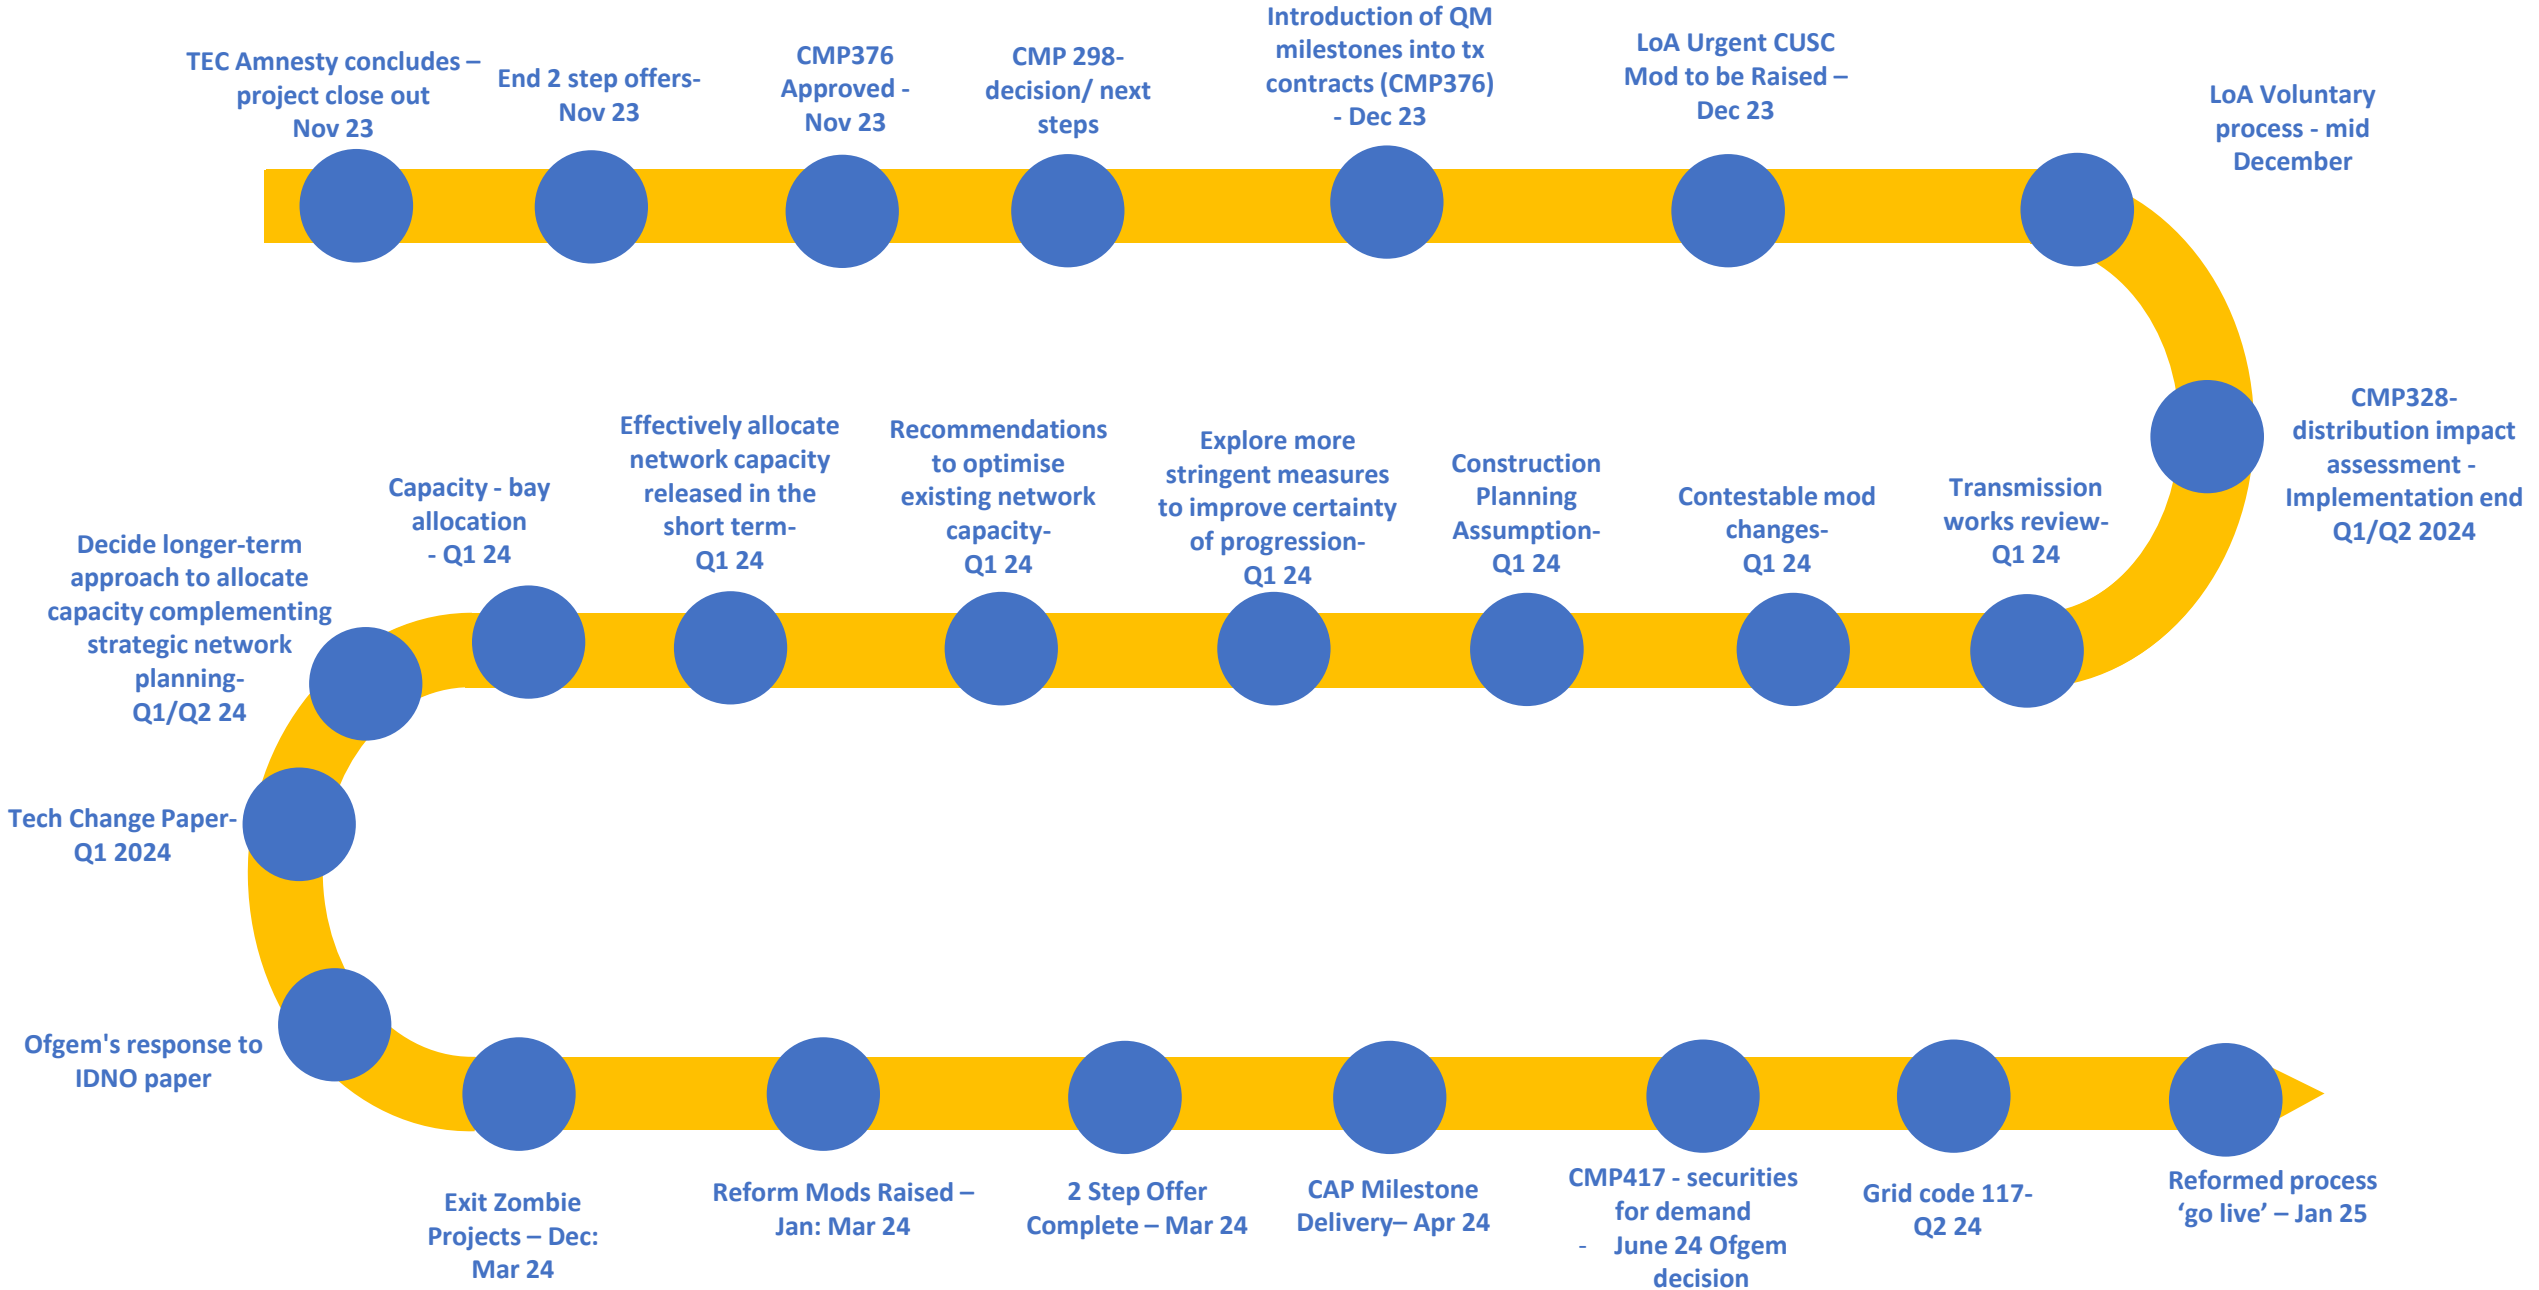 TEC Amnesty concludes –
project close out
Nov 23
End 2 step offers-
Nov 23
CMP376
Approved -
Nov 23
CMP 298-
decision/ next
steps
Introduction of QM
milestones into tx
contracts (CMP376)
- Dec 23
LoA Urgent CUSC
Mod to be Raised –
Dec 23
LoA Voluntary
process - mid
December
CMP328-
distribution impact
assessment -
Implementation end
Q1/Q2 2024
Transmission
works review-
Q1 24
Contestable mod
changes-
Q1 24
Construction
Planning
Assumption-
Q1 24
Explore more
stringent measures
to improve certainty
of progression-
Q1 24
Recommendations
to optimise
existing network
capacity-
Q1 24
Effectively allocate
network capacity
released in the
short term-
Q1 24
Capacity - bay
allocation
- Q1 24
Decide longer-term
approach to allocate
capacity complementing
strategic network
planning-
Q1/Q2 24
Tech Change Paper-
Q1 2024
Ofgem's response to
IDNO paper
Exit Zombie
Projects – Dec:
Mar 24
Reform Mods Raised –
Jan: Mar 24
2 Step Offer
Complete – Mar 24
CAP Milestone
Delivery– Apr 24
CMP417 - securities
for demand
- June 24 Ofgem
decision
Grid code 117-
Q2 24
Reformed process
‘go live’ – Jan 25